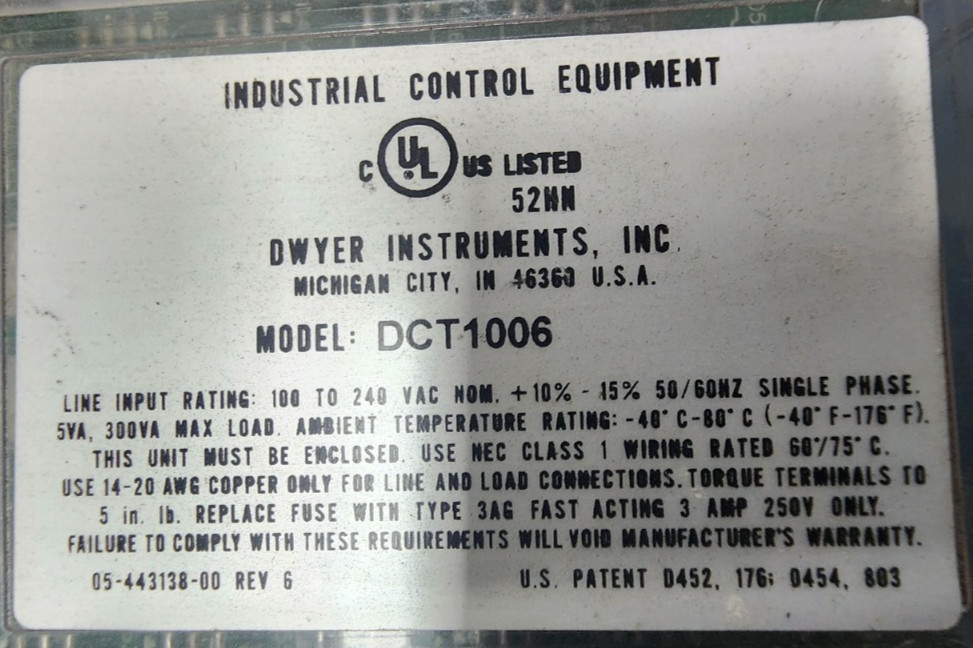 INDUSTRIAL CONTROL EQUIPMENT
C UL US LISTED
52HN
DWYER INSTRUMENTS, INC.
MICHIGAN CITY, IN 46360 U.S.A.
MODEL: DCT1006
LINE INPUT RATING: 100 TO 240 VAC NOM. +10% - 15% 50/60HZ SINGLE PHASE.
5VA, 300VA MAX LOAD. AMBIENT TEMPERATURE RATING: -40° C-80° C (-40° F-176° F).
THIS UNIT MUST BE ENCLOSED. USE NEC CLASS 1 WIRING RATED 60°/75° C.
USE 14-20 AWG COPPER ONLY FOR LINE AND LOAD CONNECTIONS. TORQUE TERMINALS TO
5 in. lb. REPLACE FUSE WITH TYPE 3AG FAST ACTING 3 AMP 250V ONLY.
FAILURE TO COMPLY WITH THESE REQUIREMENTS WILL VOID MANUFACTURER'S WARRANTY.
05-443138-00 REV 6
U.S. PATENT D452, 176; D454, 803